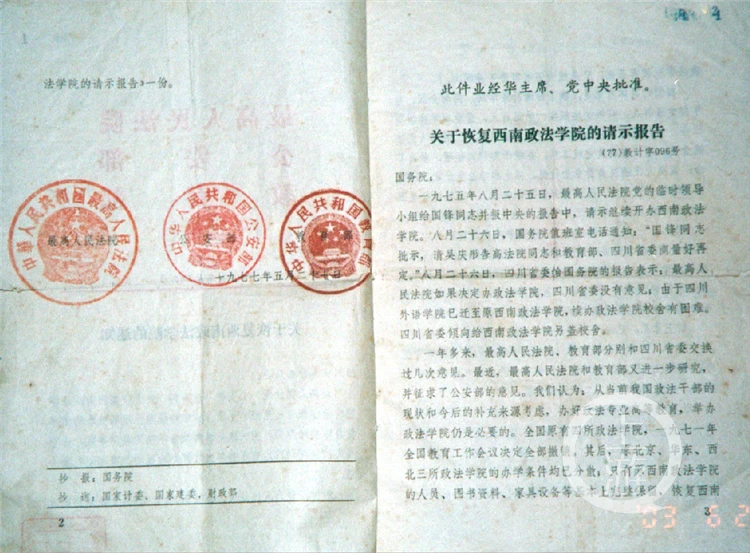 法学院的请示报告》一份。
中华人民共和国最高人民法院
中华人民共和国公安部
中华人民共和国教育部
最高人民法院
公安部
一九七七年五月
抄报：国务院
抄送：国家计委、国家建委、财政部
2
此件业经华主席、党中央批准。
关于恢复西南政法学院的请示报告
(77)教计字096号
国务院：
一九七五年八月二十五日，最高人民法院党的临时领导
小组给国锋同志并报中央的报告中，请示继续开办西南政法
学院。八月二十六日，国务院值班室电话通知：“国锋同志
批示，请吴庆彤告高法院同志和教育部、四川省委商量好再
定。”八月二十六日，四川省委给国务院的报告表示：最高人
民法院如果决定办政法学院，四川省委没有意见；由于四川
外语学院已迁至原西南政法学院，续办政法学院校舍有困难。
四川省委倾向给西南政法学院另盖校舍。
一年多来，最高人民法院、教育部分别和四川省委交换
过几次意见。最近，最高人民法院和教育部又进一步研究，
并征求了公安部的意见。我们认为：从当前我国政法干部的
现状和今后的补充来源考虑，办好政法专业高等教育，举办
政法学院仍是必要的。全国原有四所政法学院，一九七一年
全国教育工作会议决定全部撤销。其后，原北京、华东、西
北三所政法学院的办学条件均已分散；只有原西南政法学院
的人员、图书资料、家具设备等基本上完整保留，恢复西南
3
03 6 2